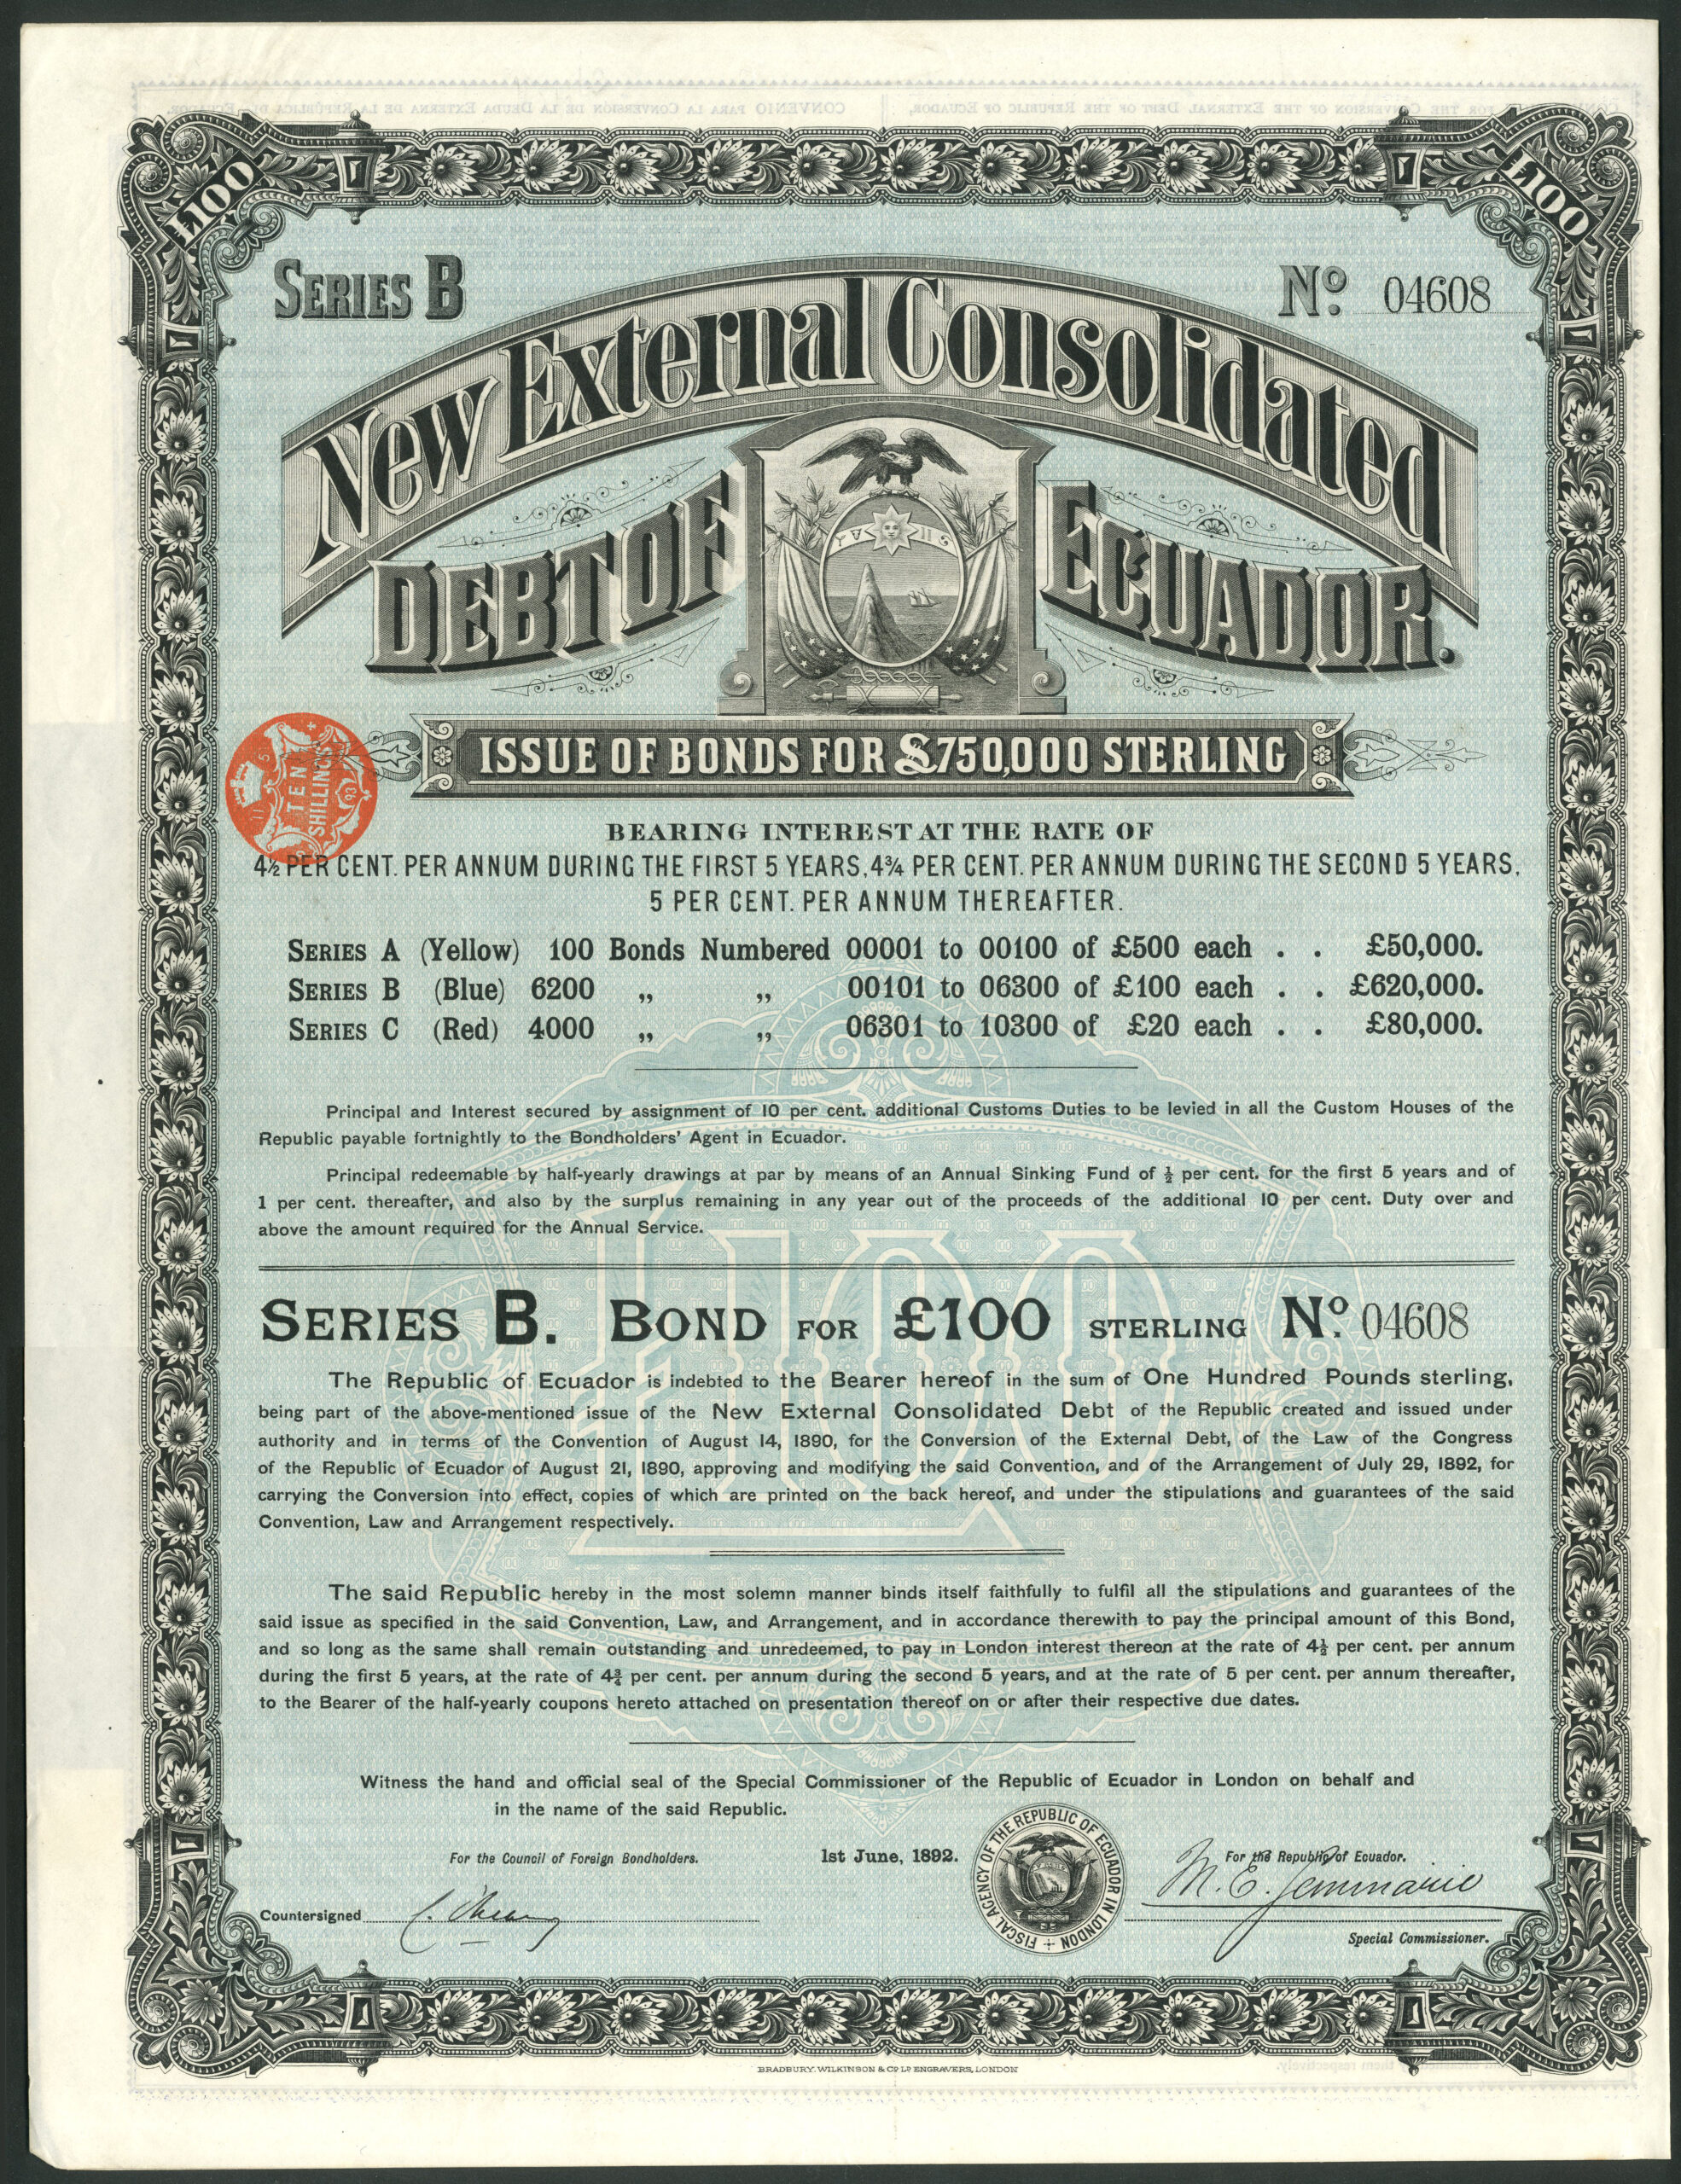 £100
£100
SERIES B
Nº 04608
New External Consolidated
DEBT OF ECUADOR.
TEN
SHILLINGS
93
ISSUE OF BONDS FOR £750,000 STERLING
BEARING INTEREST AT THE RATE OF
4½ PER CENT. PER ANNUM DURING THE FIRST 5 YEARS, 4¾ PER CENT. PER ANNUM DURING THE SECOND 5 YEARS,
5 PER CENT. PER ANNUM THEREAFTER.
SERIES A (Yellow) 100 Bonds Numbered 00001 to 00100 of £500 each . . £50,000.
SERIES B (Blue) 6200 „ „ 00101 to 06300 of £100 each . . £620,000.
SERIES C (Red) 4000 „ „ 06301 to 10300 of £20 each . . £80,000.
Principal and Interest secured by assignment of 10 per cent. additional Customs Duties to be levied in all the Custom Houses of the
Republic payable fortnightly to the Bondholders' Agent in Ecuador.
Principal redeemable by half-yearly drawings at par by means of an Annual Sinking Fund of ½ per cent. for the first 5 years and of
1 per cent. thereafter, and also by the surplus remaining in any year out of the proceeds of the additional 10 per cent. Duty over and
above the amount required for the Annual Service.
£100
SERIES B. BOND FOR £100 STERLING Nº 04608
The Republic of Ecuador is indebted to the Bearer hereof in the sum of One Hundred Pounds sterling,
being part of the above-mentioned issue of the New External Consolidated Debt of the Republic created and issued under
authority and in terms of the Convention of August 14, 1890, for the Conversion of the External Debt, of the Law of the Congress
of the Republic of Ecuador of August 21, 1890, approving and modifying the said Convention, and of the Arrangement of July 29, 1892, for
carrying the Conversion into effect, copies of which are printed on the back hereof, and under the stipulations and guarantees of the said
Convention, Law and Arrangement respectively.
The said Republic hereby in the most solemn manner binds itself faithfully to fulfil all the stipulations and guarantees of the
said issue as specified in the said Convention, Law, and Arrangement, and in accordance therewith to pay the principal amount of this Bond,
and so long as the same shall remain outstanding and unredeemed, to pay in London interest thereon at the rate of 4½ per cent. per annum
during the first 5 years, at the rate of 4¾ per cent. per annum during the second 5 years, and at the rate of 5 per cent. per annum thereafter,
to the Bearer of the half-yearly coupons hereto attached on presentation thereof on or after their respective due dates.
Witness the hand and official seal of the Special Commissioner of the Republic of Ecuador in London on behalf and
in the name of the said Republic.
For the Council of Foreign Bondholders.
1st June, 1892.
FISCAL AGENCY OF THE REPUBLIC OF ECUADOR IN LONDON
For the Republic of Ecuador.
M. E.
Countersigned
Special Commissioner.
BRADBURY, WILKINSON & Cº Lº ENGRAVERS, LONDON